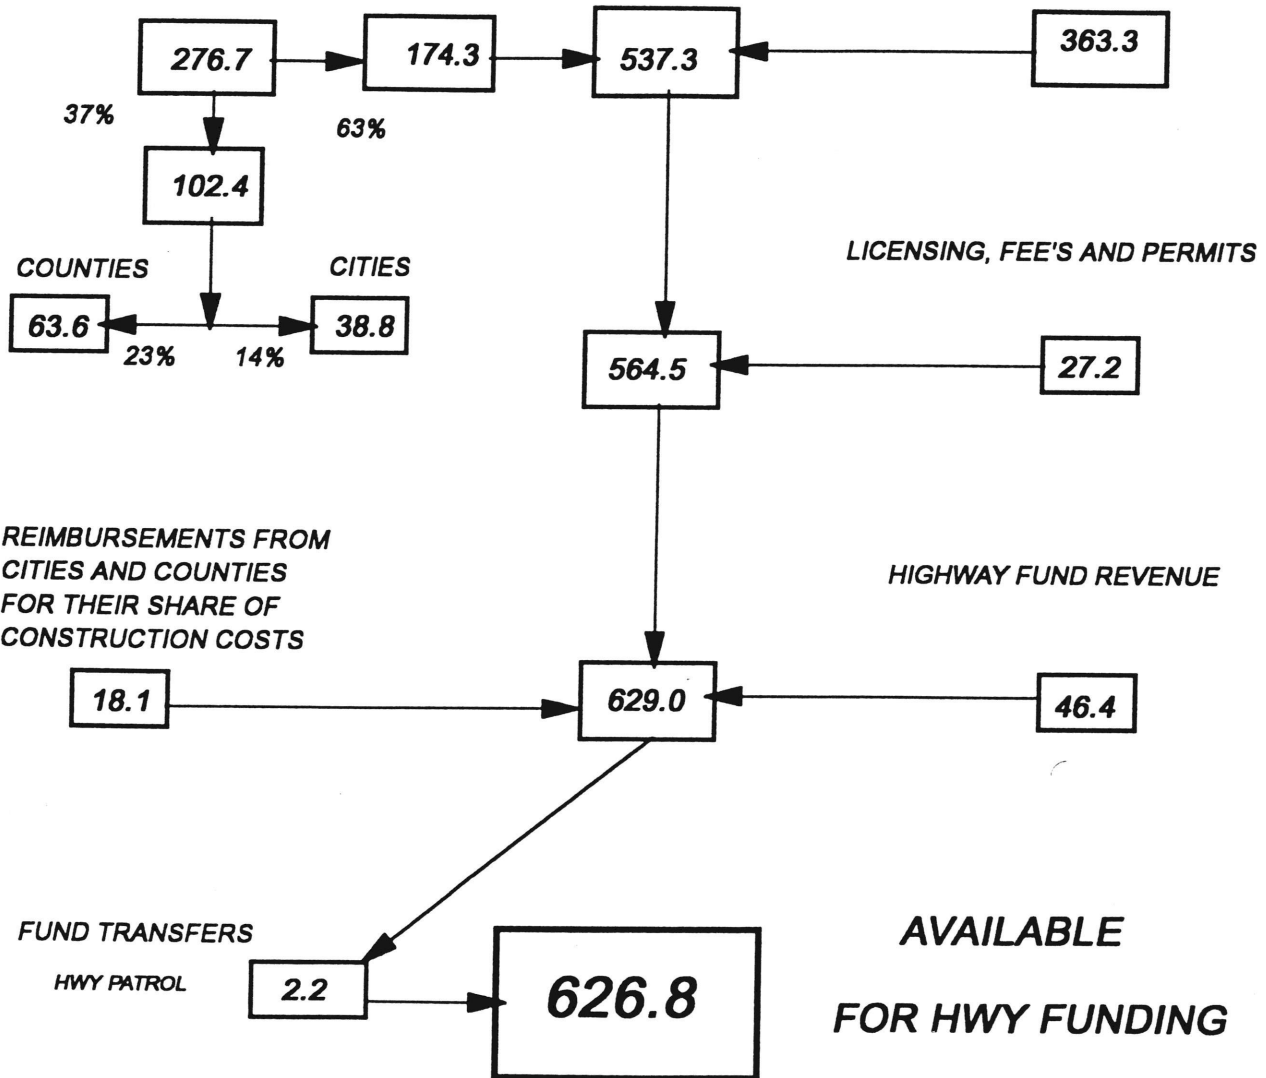 276.7
174.3
537.3
363.3
37%
63%
102.4
COUNTIES
CITIES
LICENSING, FEE'S AND PERMITS
63.6
38.8
23%
14%
564.5
27.2
REIMBURSEMENTS FROM
CITIES AND COUNTIES
FOR THEIR SHARE OF
CONSTRUCTION COSTS
HIGHWAY FUND REVENUE
18.1
629.0
46.4
FUND TRANSFERS
HWY PATROL
2.2
626.8
AVAILABLE
FOR HWY FUNDING